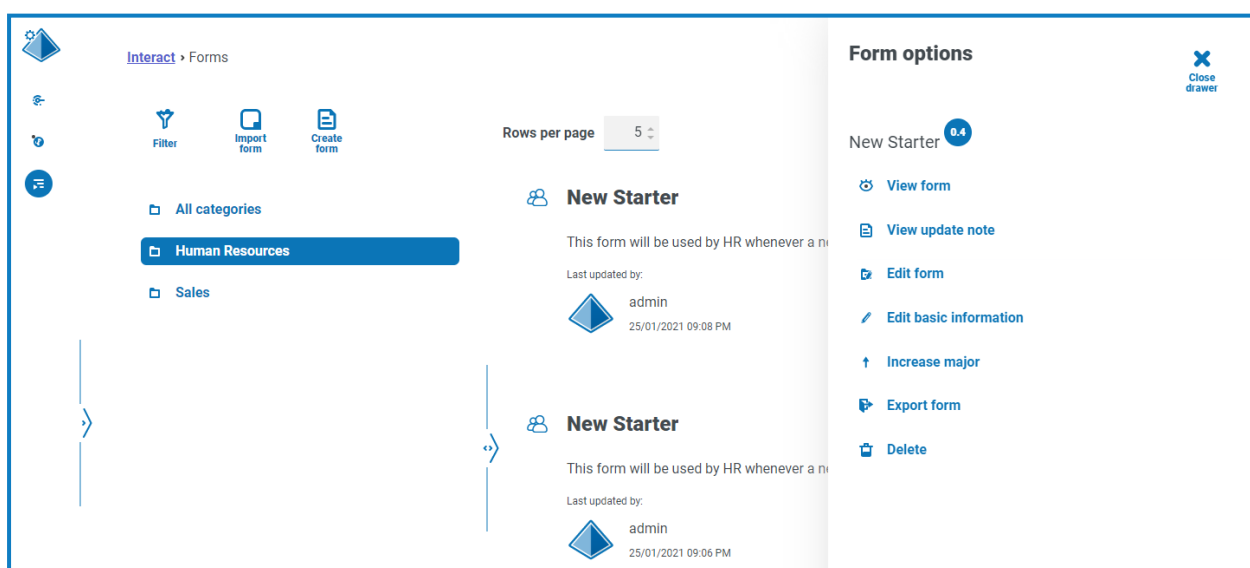 Interact › Forms
Filter
Import
form
Create
form
All categories
Human Resources
Sales
Rows per page 5
New Starter
This form will be used by HR whenever a
Last updated by:
admin
25/01/2021 09:08 PM
New Starter
This form will be used by HR whenever a
Last updated by:
admin
25/01/2021 09:06 PM
Form options
Close
drawer
New Starter 0.4
View form
View update note
Edit form
Edit basic information
Increase major
Export form
Delete